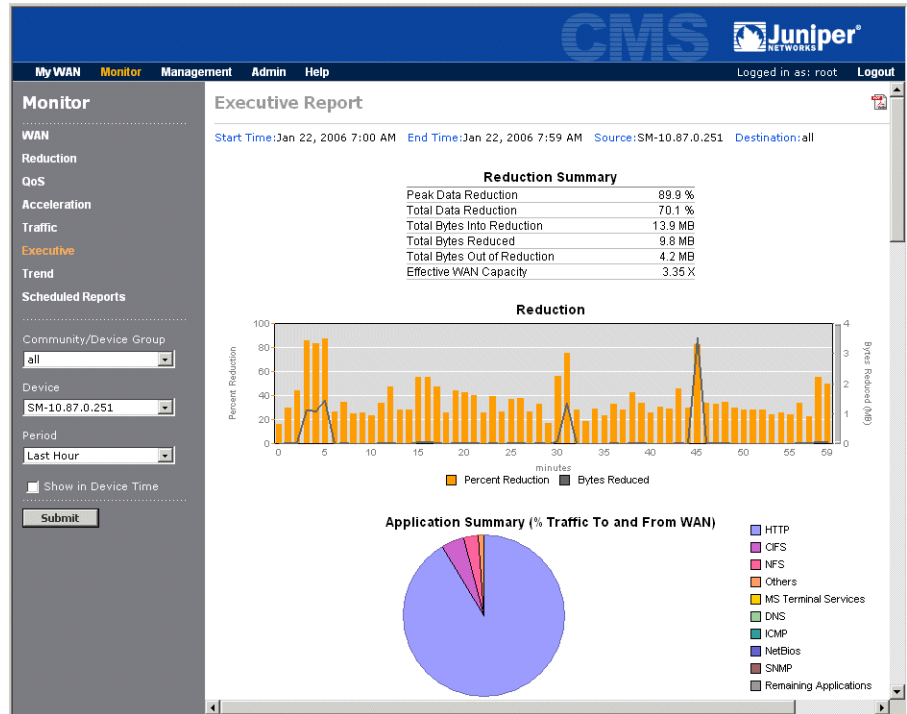 CMS
Juniper®
NETWORKS
My WAN Monitor Management Admin Help Logged in as: root Logout
Monitor
WAN
Reduction
QoS
Acceleration
Traffic
Executive
Trend
Scheduled Reports
Community/Device Group
all
Device
SM-10.87.0.251
Period
Last Hour
Show in Device Time
Submit
Executive Report
Start Time:Jan 22, 2006 7:00 AM End Time:Jan 22, 2006 7:59 AM Source:SM-10.87.0.251 Destination:all
Reduction Summary
Peak Data Reduction 89.9 %
Total Data Reduction 70.1 %
Total Bytes Into Reduction 13.9 MB
Total Bytes Reduced 9.8 MB
Total Bytes Out of Reduction 4.2 MB
Effective WAN Capacity 3.35 X
Reduction
Percent Reduction
100
80
60
40
20
0
4
3
2
1
0
Bytes Reduced (MB)
0 5 10 15 20 25 30 35 40 45 50 55 59
minutes
Percent Reduction Bytes Reduced
Application Summary (% Traffic To and From WAN)
HTTP
CIFS
NFS
Others
MS Terminal Services
DNS
ICMP
NetBios
SNMP
Remaining Applications